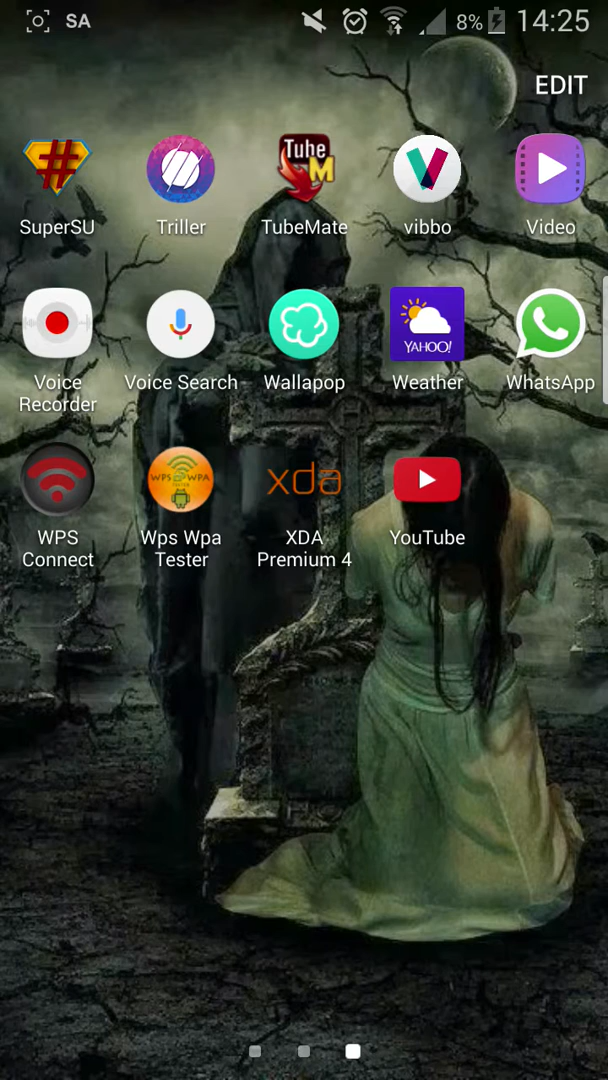 SA 8% 14:25
EDIT
Tube
M
SuperSU Triller TubeMate vibbo Video
YAHOO!
Voice Recorder Voice Search Wallapop Weather WhatsApp
WPS WPA
xda
WPS Connect Wps Wpa Tester XDA Premium 4 YouTube